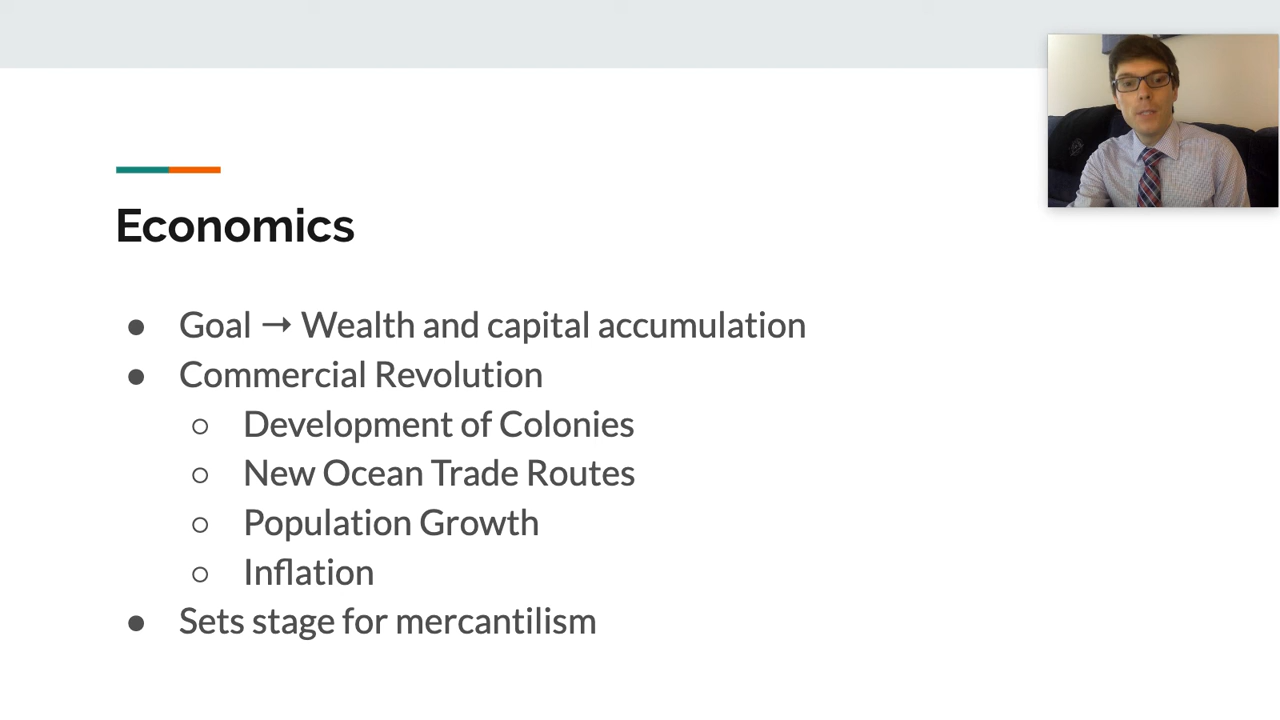 Economics
● Goal → Wealth and capital accumulation
● Commercial Revolution
○ Development of Colonies
○ New Ocean Trade Routes
○ Population Growth
○ Inflation
● Sets stage for mercantilism